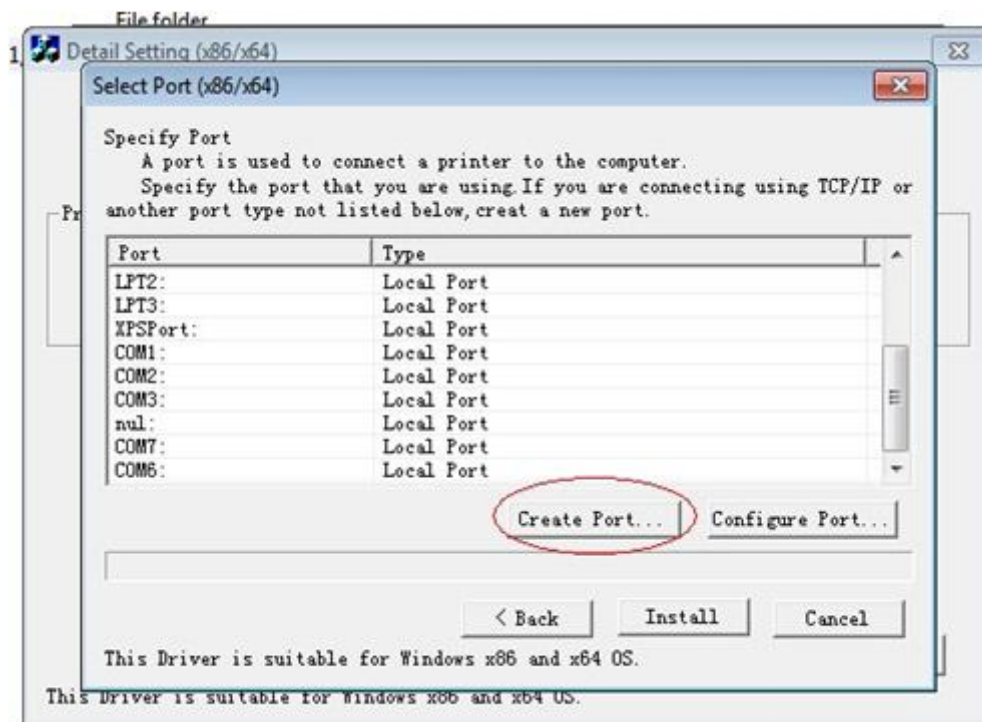 File folder
1
Detail Setting (x86/x64)
Select Port (x86/x64)
Specify Port
A port is used to connect a printer to the computer.
Specify the port that you are using.If you are connecting using TCP/IP or
another port type not listed below,creat a new port.
Pr
Port Type
LPT2: Local Port
LPT3: Local Port
XPSPort: Local Port
COM1: Local Port
COM2: Local Port
COM3: Local Port
nul: Local Port
COM7: Local Port
COM6: Local Port
Create Port... Configure Port...
< Back Install Cancel
This Driver is suitable for Windows x86 and x64 OS.
This Driver is suitable for Windows x86 and x64 OS.